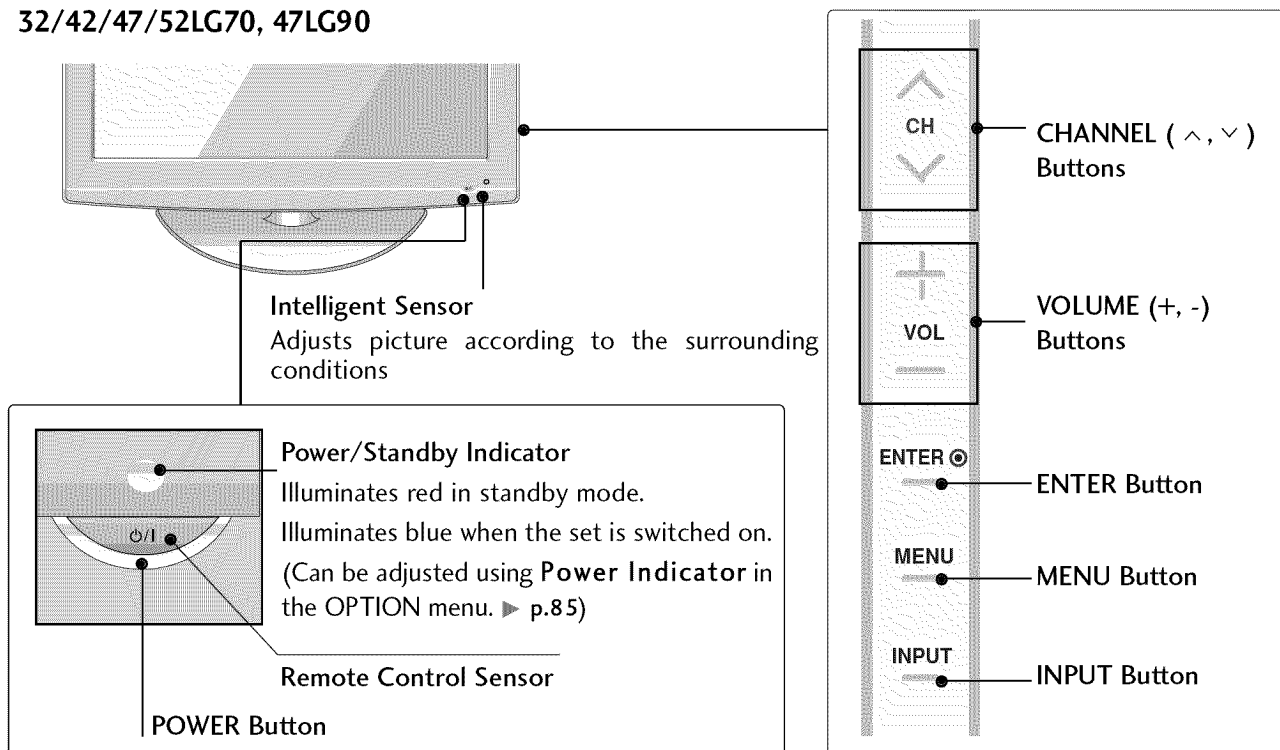 32/42/47/52LG70, 47LG90
Intelligent Sensor
Adjusts picture according to the surrounding
conditions
Power/Standby Indicator
Illuminates red in standby mode.
Illuminates blue when the set is switched on.
(Can be adjusted using Power Indicator in
the OPTION menu. ▶ p.85)
⏻/I
Remote Control Sensor
POWER Button
CH
CHANNEL ( ∧, ∨ )
Buttons
+
VOL
—
VOLUME (+, -)
Buttons
ENTER ⊙
ENTER Button
MENU
MENU Button
INPUT
INPUT Button